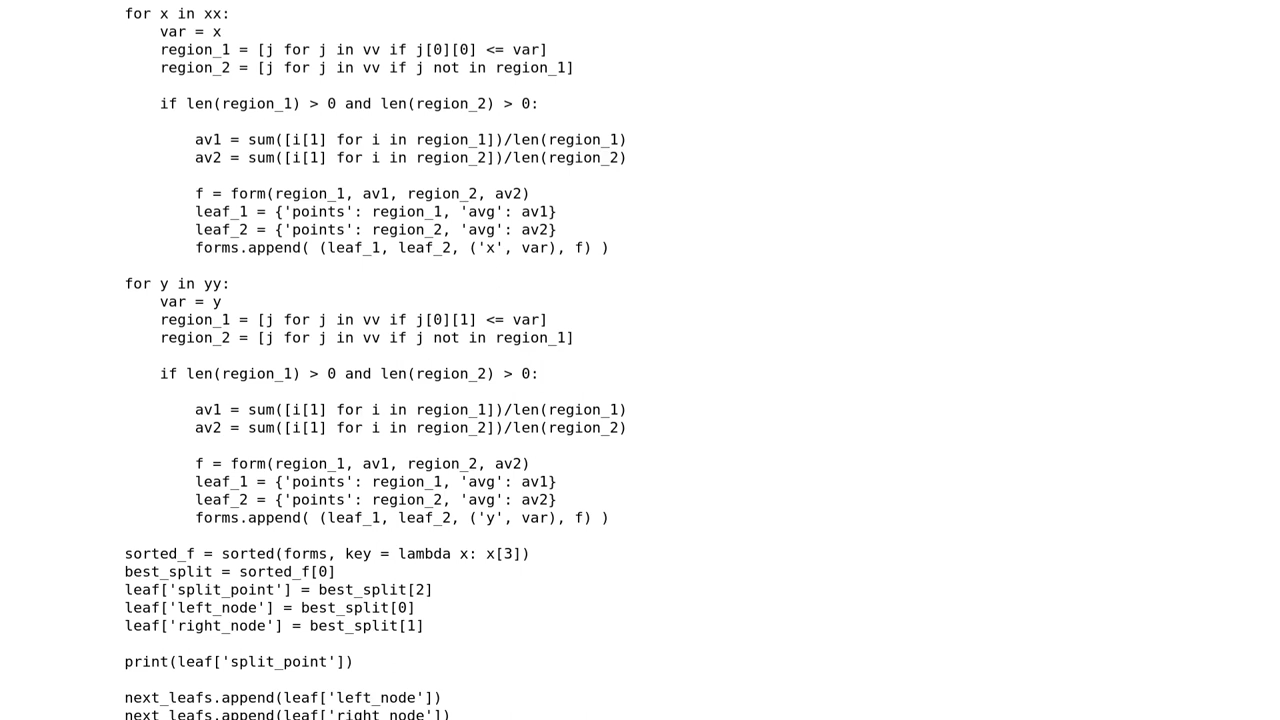 for x in xx:
    var = x
    region_1 = [j for j in vv if j[0][0] <= var]
    region_2 = [j for j in vv if j not in region_1]

    if len(region_1) > 0 and len(region_2) > 0:

        av1 = sum([i[1] for i in region_1])/len(region_1)
        av2 = sum([i[1] for i in region_2])/len(region_2)

        f = form(region_1, av1, region_2, av2)
        leaf_1 = {'points': region_1, 'avg': av1}
        leaf_2 = {'points': region_2, 'avg': av2}
        forms.append( (leaf_1, leaf_2, ('x', var), f) )

for y in yy:
    var = y
    region_1 = [j for j in vv if j[0][1] <= var]
    region_2 = [j for j in vv if j not in region_1]

    if len(region_1) > 0 and len(region_2) > 0:

        av1 = sum([i[1] for i in region_1])/len(region_1)
        av2 = sum([i[1] for i in region_2])/len(region_2)

        f = form(region_1, av1, region_2, av2)
        leaf_1 = {'points': region_1, 'avg': av1}
        leaf_2 = {'points': region_2, 'avg': av2}
        forms.append( (leaf_1, leaf_2, ('y', var), f) )

sorted_f = sorted(forms, key = lambda x: x[3])
best_split = sorted_f[0]
leaf['split_point'] = best_split[2]
leaf['left_node'] = best_split[0]
leaf['right_node'] = best_split[1]

print(leaf['split_point'])

next_leafs.append(leaf['left_node'])
next_leafs.append(leaf['right_node'])